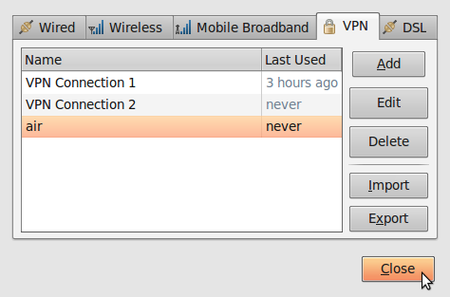 Wired Wireless Mobile Broadband VPN DSL
Name Last Used
VPN Connection 1 3 hours ago
VPN Connection 2 never
air never
Add
Edit
Delete
Import
Export
Close